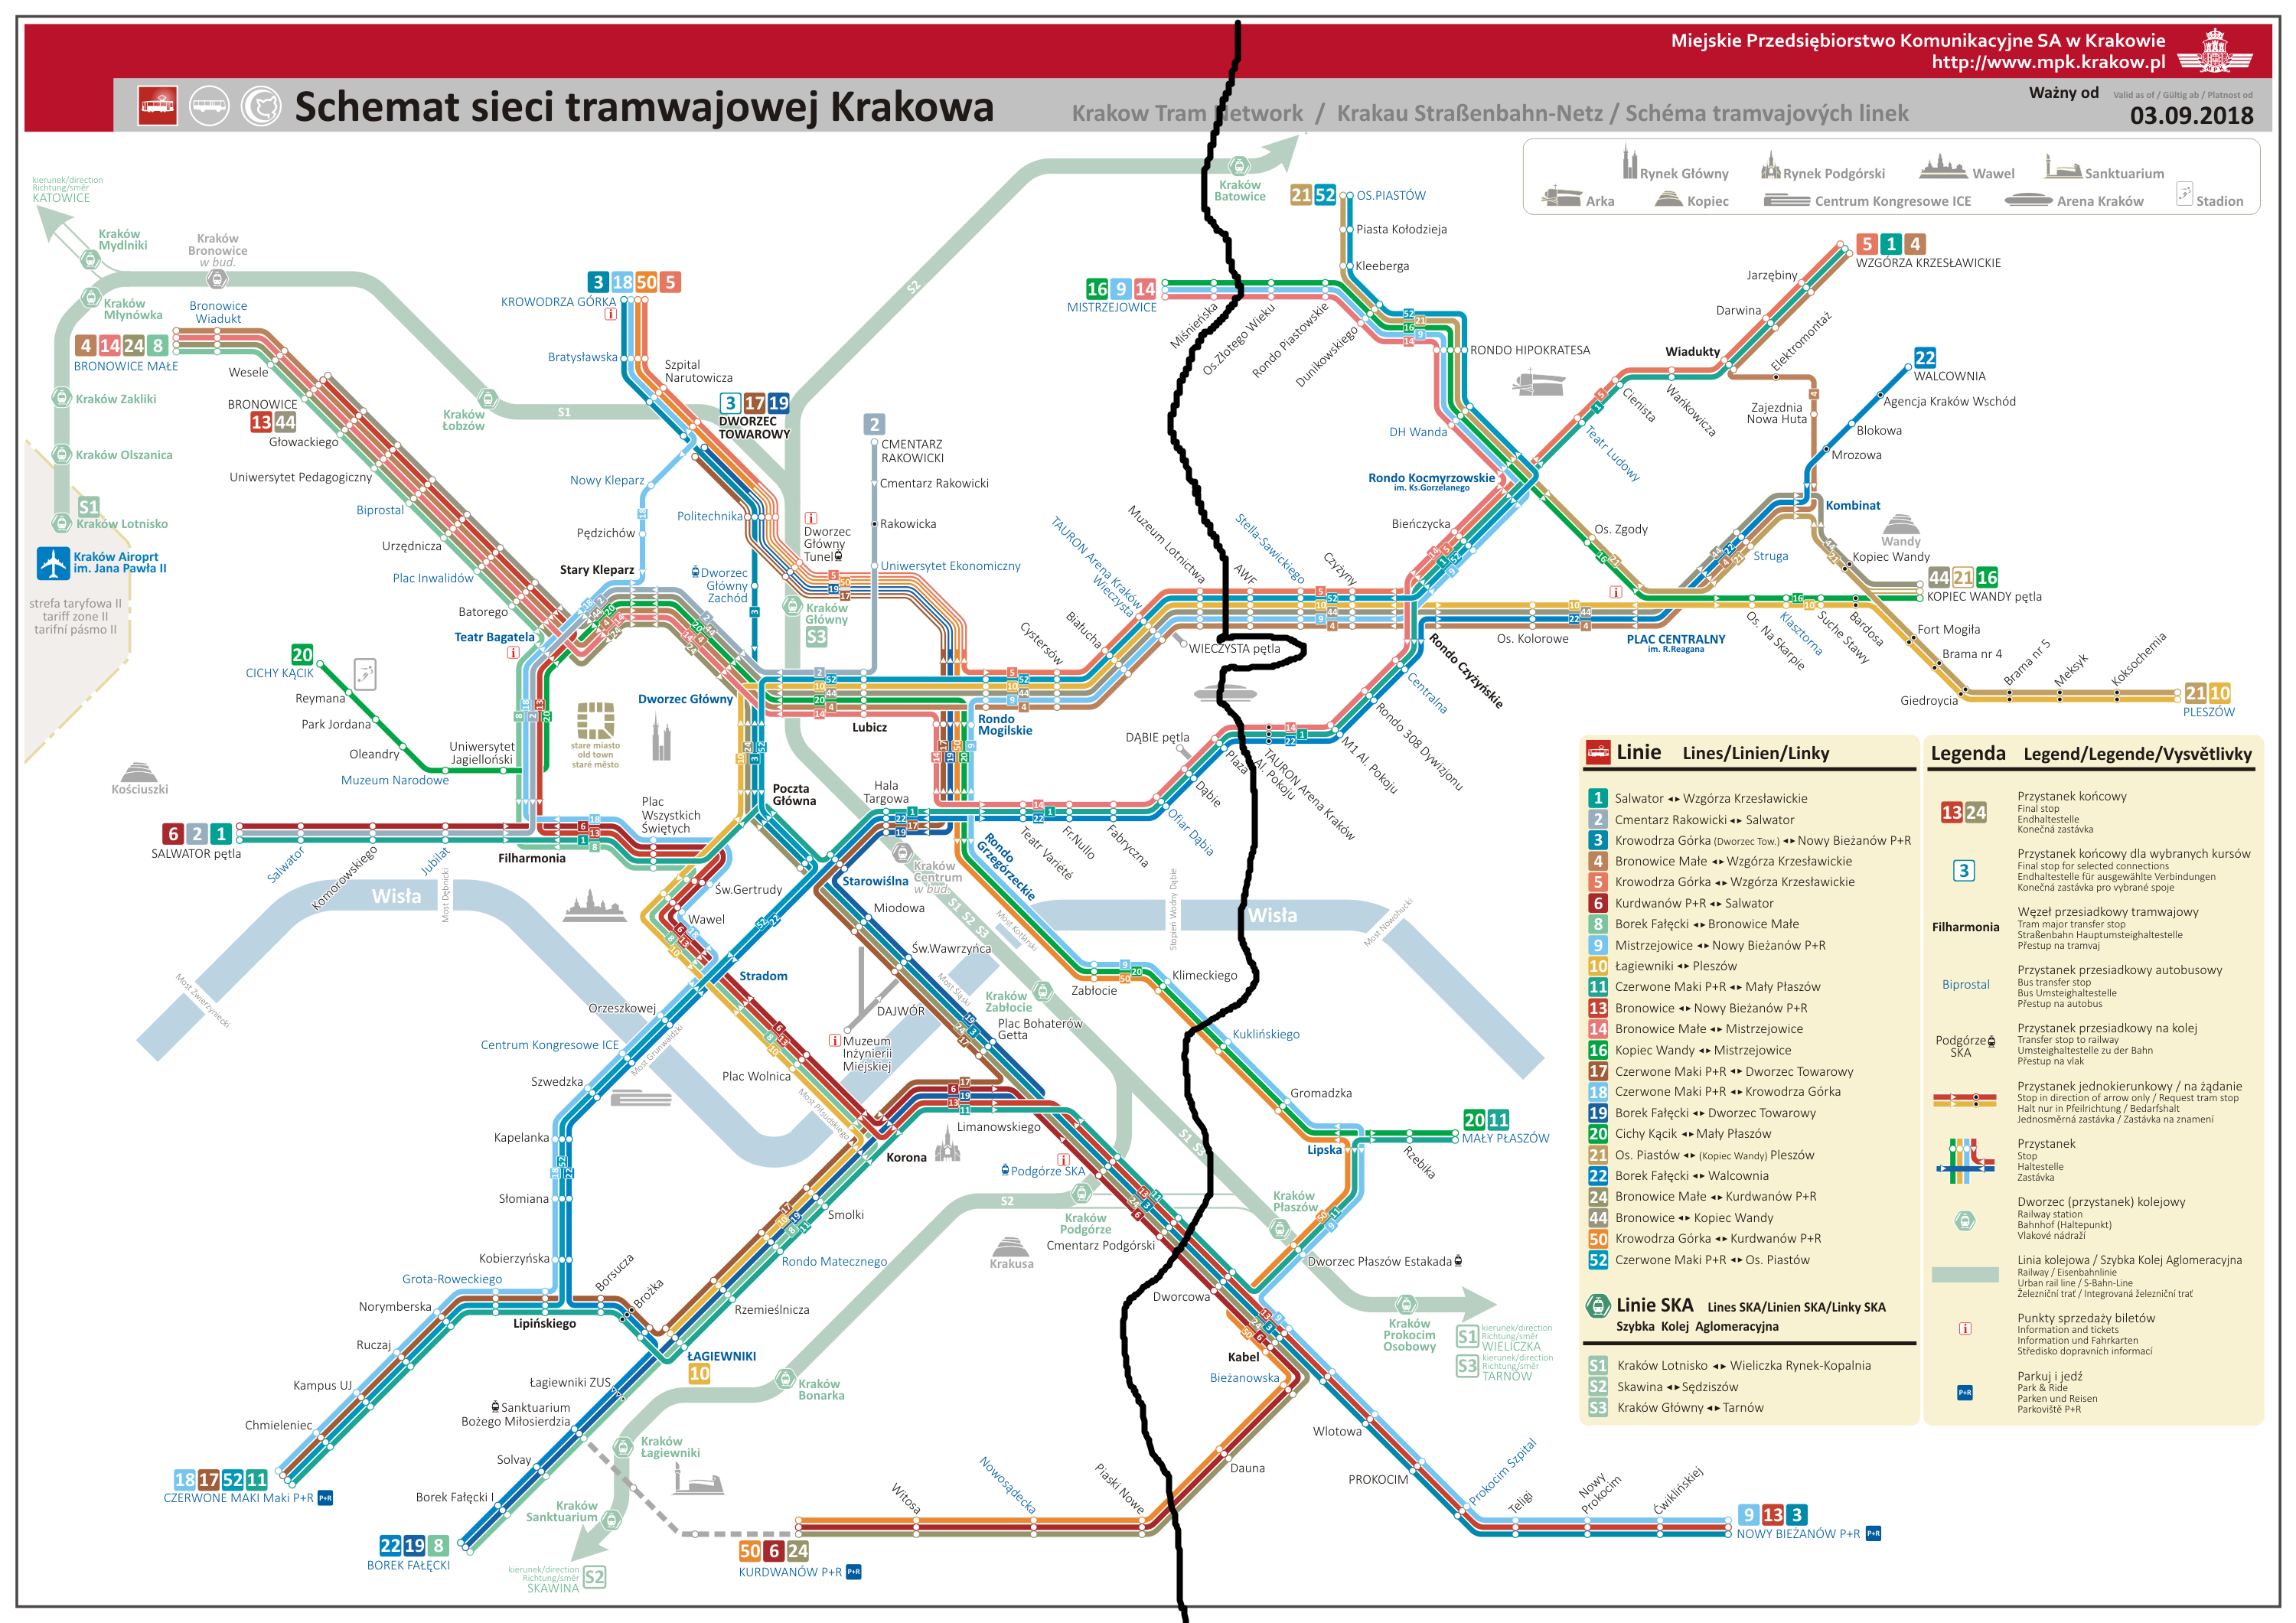 Miejskie Przedsiębiorstwo Komunikacyjne SA w Krakowie
http://www.mpk.krakow.pl
Schemat sieci tramwajowej Krakowa
Krakow Tram Network / Krakau Straßenbahn-Netz / Schéma tramvajových linek
Ważny od
Valid as of / Gültig ab / Platnost od
03.09.2018
Rynek Główny
Rynek Podgórski
Wawel
Sanktuarium
Arka
Kopiec
Centrum Kongresowe ICE
Arena Kraków
Stadion
kierunek/direction
Richtung/směr
KATOWICE
Kraków
Mydlniki
Kraków
Bronowice
w bud.
Kraków
Młynówka
Bronowice
Wiadukt
4 14 24 8
BRONOWICE MAŁE
Wesele
BRONOWICE
13 44
Głowackiego
Uniwersytet Pedagogiczny
Biprostal
Urzędnicza
Plac Inwalidów
Batorego
Teatr Bagatela
Kraków Zakliki
Kraków Olszanica
S1
Kraków Lotnisko
Kraków Airoprt
im. Jana Pawła II
strefa taryfowa II
tariff zone II
tarifní pásmo II
Kraków
Łobzów
S1
S2
3 18 50 5
KROWODRZA GÓRKA
Bratysławska
Szpital
Narutowicza
3 17 19
DWORZEC
TOWAROWY
Nowy Kleparz
Politechnika
Pędzichów
Stary Kleparz
Dworzec
Główny
Zachód
Dworzec
Główny
Tunel
Kraków
Główny
S3
2
CMENTARZ
RAKOWICKI
Cmentarz Rakowicki
Rakowicka
Uniwersytet Ekonomiczny
Kraków
Batowice
21 52
OS.PIASTÓW
Piasta Kołodzieja
Kleeberga
16 9 14
MISTRZEJOWICE
Miśnieńska
Os.Złotego Wieku
Rondo Piastowskie
Dunikowskiego
RONDO HIPOKRATESA
DH Wanda
Rondo Kocmyrzowskie
im. Ks.Gorzelanego
Bieńczycka
5 1 4
WZGÓRZA KRZESŁAWICKIE
Jarzębiny
Darwina
Wiadukty
Elektromontaż
Wańkowicza
Cienista
Teatr Ludowy
Zajezdnia
Nowa Huta
22
WALCOWNIA
Agencja Kraków Wschód
Blokowa
Mrozowa
Kombinat
Wandy
Kopiec Wandy
Struga
44 21 16
KOPIEC WANDY pętla
Os. Zgody
PLAC CENTRALNY
im. R.Reagana
Os. Kolorowe
Os. Na Skarpie
Klasztorna
Suche Stawy
Bardosa
Fort Mogiła
Brama nr 4
Giedroycia
Brama nr 5
Meksyk
Koksochemia
21 10
PLESZÓW
Cystersów
Białucha
TAURON Arena Kraków
Wieczysta
Muzeum Lotnictwa
AWF
Stella-Sawickiego
Czyżyny
WIECZYSTA pętla
Rondo Czyżyńskie
Centralna
Rondo 308 Dywizjonu
M1 Al. Pokoju
TAURON Arena Kraków
Al. Pokoju
Plaza
DĄBIE pętla
Dąbie
Ofiar Dąbia
Fabryczna
Fr.Nullo
Teatr Variété
Rondo
Grzegórzeckie
Rondo
Mogilskie
Lubicz
Dworzec Główny
20
CICHY KĄCIK
Reymana
Park Jordana
Oleandry
Uniwersytet
Jagielloński
Muzeum Narodowe
Kościuszki
stare miasto
old town
staré město
6 2 1
SALWATOR pętla
Salwator
Komorowskiego
Jubilat
Filharmonia
Plac
Wszystkich
Świętych
Poczta
Główna
Hala
Targowa
Kraków
Centrum
w bud.
Starowiślna
Św.Gertrudy
Wawel
Miodowa
Św.Wawrzyńca
Stradom
Wisła
Most Dębnicki
Most Zwierzyniecki
S1 S2 S3
Most Kotlarski
Stopień Wodny Dąbie
Wisła
Most Nowohucki
Orzeszkowej
Centrum Kongresowe ICE
Most Grunwaldzki
Szwedzka
Kapelanka
Słomiana
Kobierzyńska
Grota-Roweckiego
Norymberska
Ruczaj
Kampus UJ
Chmieleniec
18 17 52 11
CZERWONE MAKI Maki P+R
Lipińskiego
Borsucza
Brożka
ŁAGIEWNIKI
10
Łagiewniki ZUS
Sanktuarium
Bożego Miłosierdzia
Solvay
Borek Fałęcki I
22 19 8
BOREK FAŁĘCKI
Plac Wolnica
Most Piłsudskiego
DAJWÓR
Muzeum
Inżynierii
Miejskiej
Most Śląski
Kraków
Zabłocie
Plac Bohaterów
Getta
Limanowskiego
Korona
Smolki
Rondo Matecznego
Rzemieślnicza
Podgórze SKA
Kraków
Podgórze
S2
Krakusa
Cmentarz Podgórski
Dworcowa
Kabel
Bieżanowska
Zabłocie
Klimeckiego
Kuklińskiego
Gromadzka
Lipska
Rzebika
20 11
MAŁY PŁASZÓW
S1 S3
Kraków
Płaszów
Dworzec Płaszów Estakada
Kraków
Prokocim
Osobowy
S1
kierunek/direction
Richtung/směr
WIELICZKA
S3
kierunek/direction
Richtung/směr
TARNÓW
Wlotowa
PROKOCIM
Prokocim Szpital
Teligi
Nowy
Prokocim
Ćwiklińskiej
9 13 3
NOWY BIEŻANÓW P+R
Dauna
Piaski Nowe
Nowosądecka
Witosa
50 6 24
KURDWANÓW P+R
Kraków
Bonarka
Kraków
Łagiewniki
Kraków
Sanktuarium
kierunek/direction
Richtung/směr
SKAWINA
S2
Linie Lines/Linien/Linky
1 Salwator ◂▸ Wzgórza Krzesławickie
2 Cmentarz Rakowicki ◂▸ Salwator
3 Krowodrza Górka (Dworzec Tow.) ◂▸ Nowy Bieżanów P+R
4 Bronowice Małe ◂▸ Wzgórza Krzesławickie
5 Krowodrza Górka ◂▸ Wzgórza Krzesławickie
6 Kurdwanów P+R ◂▸ Salwator
8 Borek Fałęcki ◂▸ Bronowice Małe
9 Mistrzejowice ◂▸ Nowy Bieżanów P+R
10 Łagiewniki ◂▸ Pleszów
11 Czerwone Maki P+R ◂▸ Mały Płaszów
13 Bronowice ◂▸ Nowy Bieżanów P+R
14 Bronowice Małe ◂▸ Mistrzejowice
16 Kopiec Wandy ◂▸ Mistrzejowice
17 Czerwone Maki P+R ◂▸ Dworzec Towarowy
18 Czerwone Maki P+R ◂▸ Krowodrza Górka
19 Borek Fałęcki ◂▸ Dworzec Towarowy
20 Cichy Kącik ◂▸ Mały Płaszów
21 Os. Piastów ◂▸ (Kopiec Wandy) Pleszów
22 Borek Fałęcki ◂▸ Walcownia
24 Bronowice Małe ◂▸ Kurdwanów P+R
44 Bronowice ◂▸ Kopiec Wandy
50 Krowodrza Górka ◂▸ Kurdwanów P+R
52 Czerwone Maki P+R ◂▸ Os. Piastów
Linie SKA Lines SKA/Linien SKA/Linky SKA
Szybka Kolej Aglomeracyjna
S1 Kraków Lotnisko ◂▸ Wieliczka Rynek-Kopalnia
S2 Skawina ◂▸ Sędziszów
S3 Kraków Główny ◂▸ Tarnów
Legenda Legend/Legende/Vysvětlivky
13 24
Przystanek końcowy
Final stop
Endhaltestelle
Konečná zastávka
3
Przystanek końcowy dla wybranych kursów
Final stop for selected connections
Endhaltestelle für ausgewählte Verbindungen
Konečná zastávka pro vybrané spoje
Filharmonia
Węzeł przesiadkowy tramwajowy
Tram major transfer stop
Straßenbahn Hauptumsteighaltestelle
Přestup na tramvaj
Biprostal
Przystanek przesiadkowy autobusowy
Bus transfer stop
Bus Umsteighaltestelle
Přestup na autobus
Podgórze
SKA
Przystanek przesiadkowy na kolej
Transfer stop to railway
Umsteighaltestelle zu der Bahn
Přestup na vlak
Przystanek jednokierunkowy / na żądanie
Stop in direction of arrow only / Request tram stop
Halt nur in Pfeilrichtung / Bedarfshalt
Jednosměrná zastávka / Zastávka na znamení
Przystanek
Stop
Haltestelle
Zastávka
Dworzec (przystanek) kolejowy
Railway station
Bahnhof (Haltepunkt)
Vlakové nádraží
Linia kolejowa / Szybka Kolej Aglomeracyjna
Railway / Eisenbahnlinie
Urban rail line / S-Bahn-Line
Železniční trať / Integrovaná železniční trať
Punkty sprzedaży biletów
Information and tickets
Information und Fahrkarten
Středisko dopravních informací
P+R
Parkuj i jedź
Park & Ride
Parken und Reisen
Parkoviště P+R